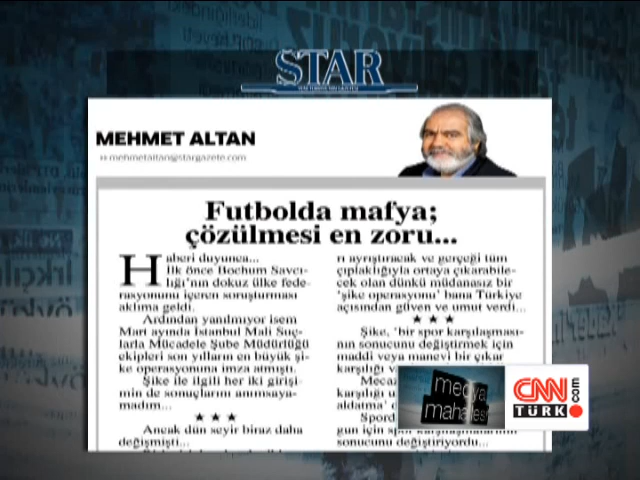 STAR
MEHMET ALTAN
mehmetaltan@stargazete.com
Futbolda mafya;
çözülmesi en zoru...
Haberi duyunca...
İlk önce Bochum Savcı-
lığı'nın dokuz ülke fede-
rasyonunu içeren soruşturması
aklıma geldi.
Ardından yanılmıyor isem
Mart ayında İstanbul Mali Suç-
larla Mücadele Şube Müdürlüğü
ekipleri son yılların en büyük şi-
ke operasyonuna imza atmıştı.
Şike ile ilgili her iki girişi-
min de sonuçlarını anımsaya-
madım...
★ ★ ★
Ancak dün seyir biraz daha
değişmişti...
rı ayrıştıracak ve gerçeği tüm
çıplaklığıyla ortaya çıkarabile-
cek olan dünkü müdanasız bir
'şike operasyonu' bana Türkiye
açısından güven ve umut verdi...
★ ★ ★
Şike, 'bir spor karşılaşması-
nın sonucunu değiştirmek için
maddi veya manevi bir çıkar
karşılığı
Mecaz
karşılığı
aldatma'
Spord
gun için spor karşılaşmalarının
sonucunu değiştiriyordu...
medya
mahallesi
CNN
TÜRK
.com